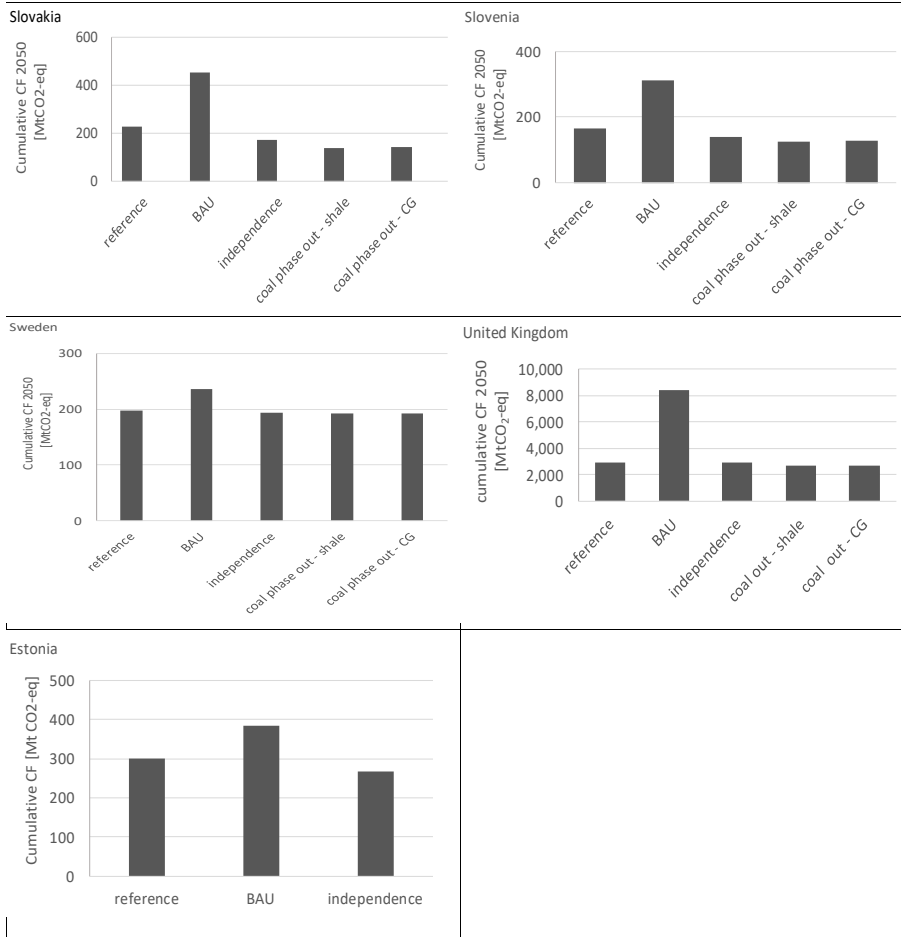 Slovakia
Cumulative CF 2050
[MtCO2-eq]
600
400
200
0
reference
BAU
independence
coal phase out - shale
coal phase out - CG
Slovenia
Cumulative CF 2050
[MtCO2-eq]
400
200
0
reference
BAU
independence
coal phase out - shale
coal phase out - CG
Sweden
Cumulative CF 2050
[MtCO2-eq]
300
200
100
0
reference
BAU
independence
coal phase out - shale
coal phase out - CG
United Kingdom
cumulative CF 2050
[MtCO₂-eq]
10,000
8,000
6,000
4,000
2,000
0
reference
BAU
independence
coal out - shale
coal out - CG
Estonia
Cumulative CF [Mt CO2-eq]
500
400
300
200
100
0
reference
BAU
independence